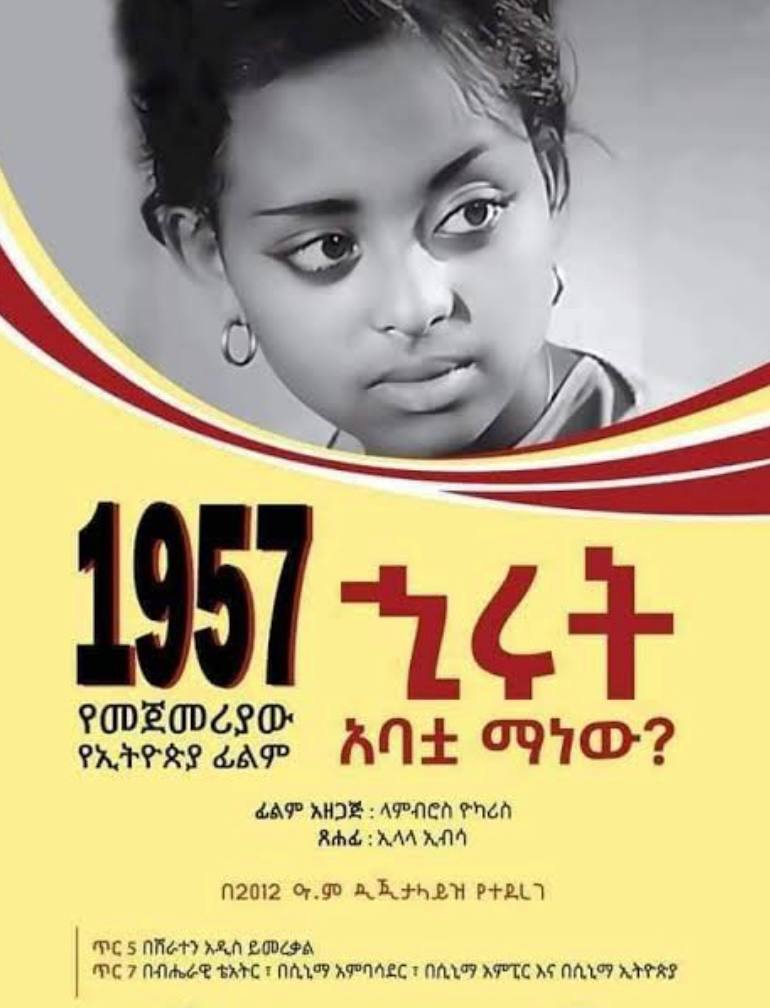 1957
የመጀመሪያው
የኢትዮጵያ ፊልም
ኂሩት
አባቷ ማነው?
ፊልም አዘጋጅ : ላምብሮስ ዮካሪስ
ጸሐፊ : ኢላላ ኢብሳ
በ2012 ዓ.ም ዲጂታላይዝ የተደረገ
ጥር 5 በሸራተን አዲስ ይመረቃል
ጥር 7 በብሔራዊ ቴአትር ፣ በሲኒማ አምባሳደር ፣ በሲኒማ አምፒር እና በሲኒማ ኢትዮጵያ